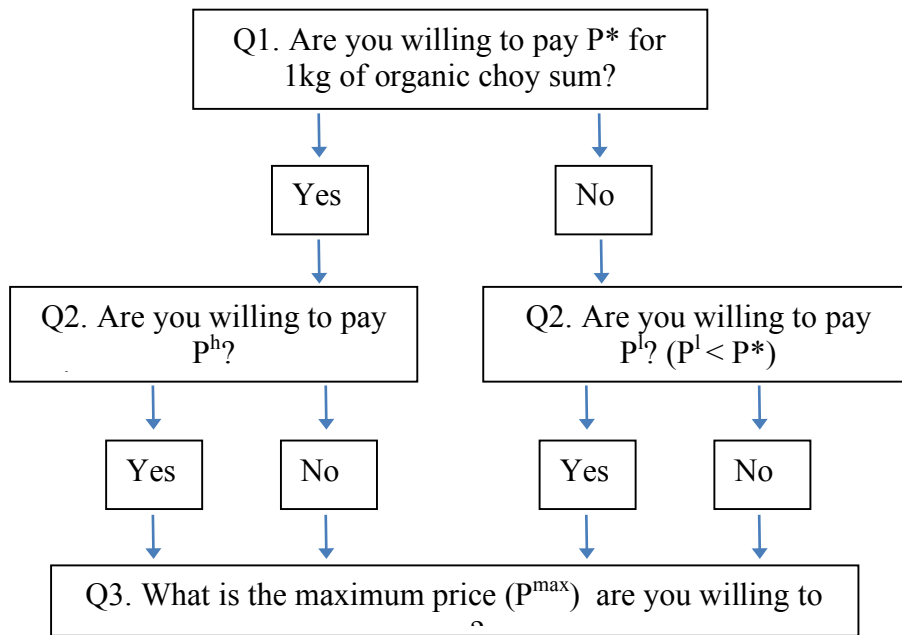 Q1. Are you willing to pay P* for
1kg of organic choy sum?
Yes
No
Q2. Are you willing to pay
Pʰ?
Q2. Are you willing to pay
Pˡ? (Pˡ < P*)
Yes
No
Yes
No
Q3. What is the maximum price (Pᵐᵃˣ) are you willing to